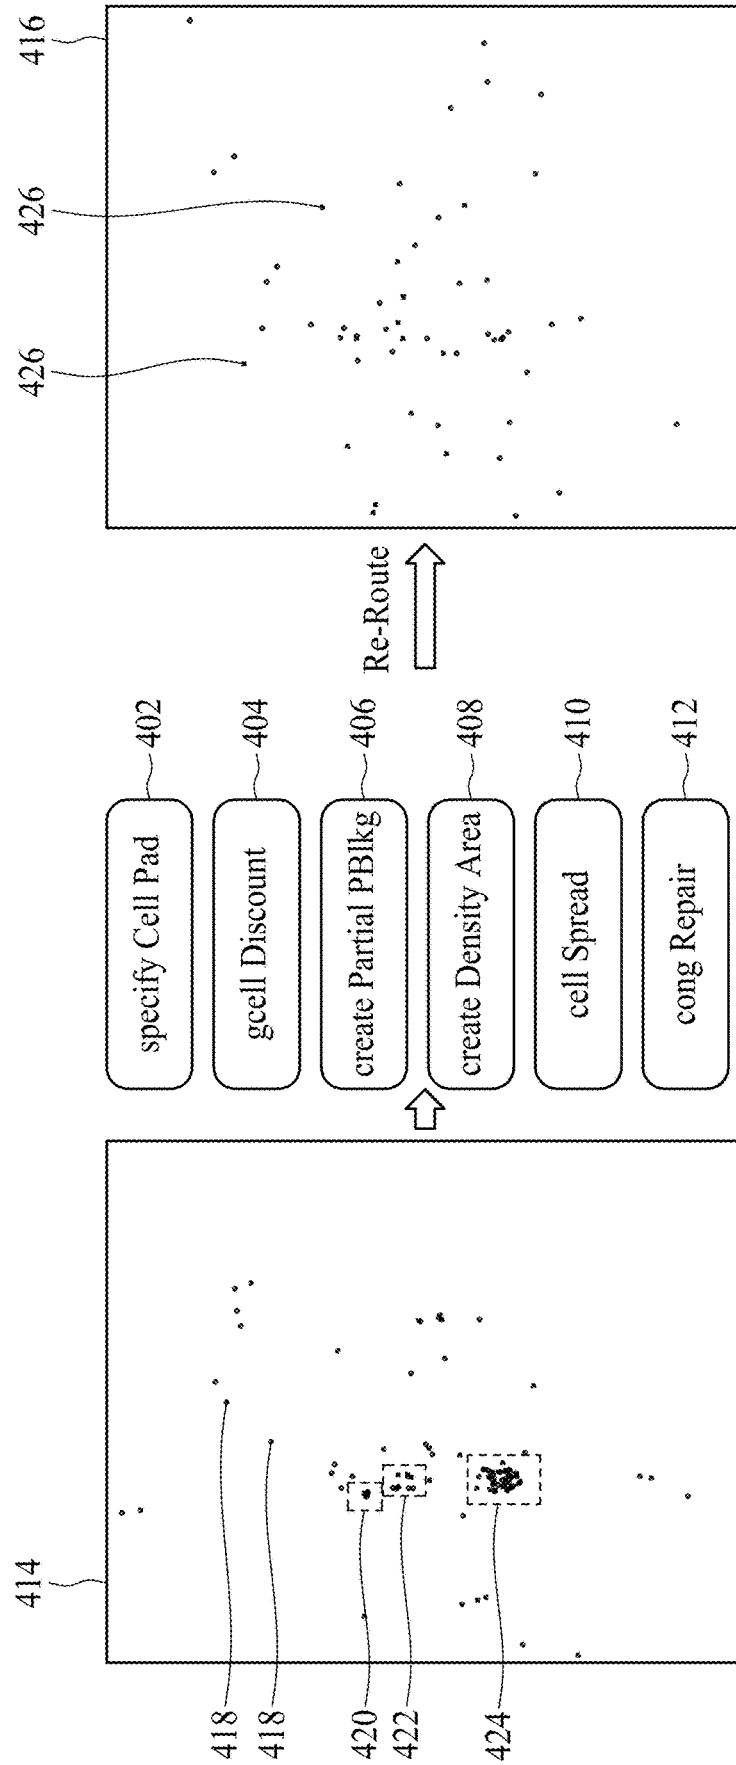 414
418
418
420
422
424
specify Cell Pad
402
gcell Discount
404
create Partial PBlkg
406
create Density Area
408
cell Spread
410
cong Repair
412
Re-Route
416
426
426